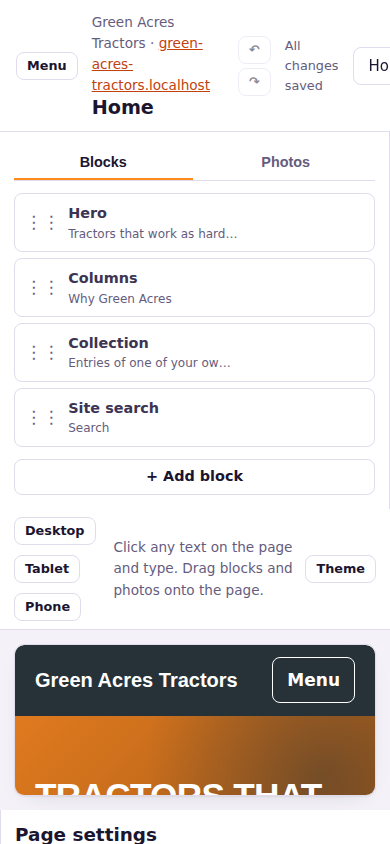 Menu
Green Acres
Tractors · green-
acres-
tractors.localhost
Home
↶
↷
All
changes
saved
Ho
Blocks
Photos
Hero
Tractors that work as hard…
Columns
Why Green Acres
Collection
Entries of one of your ow…
Site search
Search
+ Add block
Desktop
Tablet
Phone
Click any text on the page
and type. Drag blocks and
photos onto the page.
Theme
Green Acres Tractors
Menu
TRACTORS THAT
Page settings